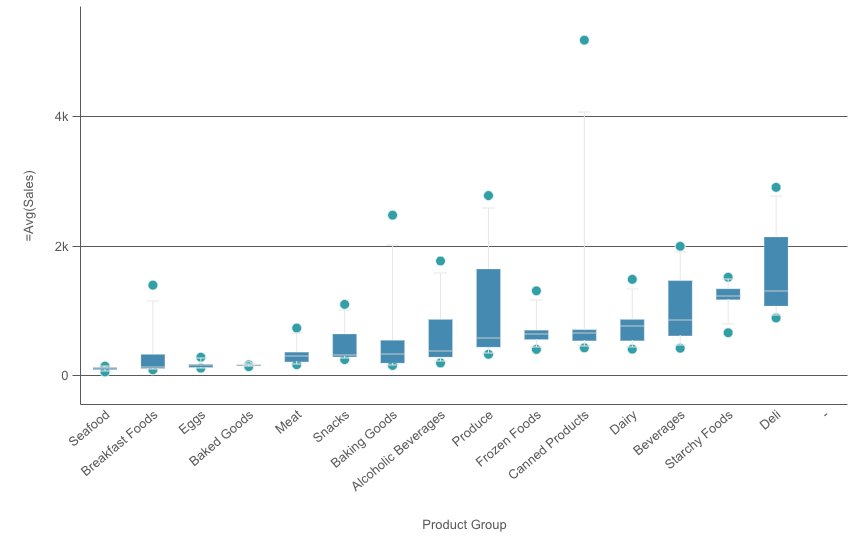 =Avg(Sales)
4k
2k
0
Seafood
Breakfast Foods
Eggs
Baked Goods
Meat
Snacks
Baking Goods
Alcoholic Beverages
Produce
Frozen Foods
Canned Products
Dairy
Beverages
Starchy Foods
Deli
-
Product Group